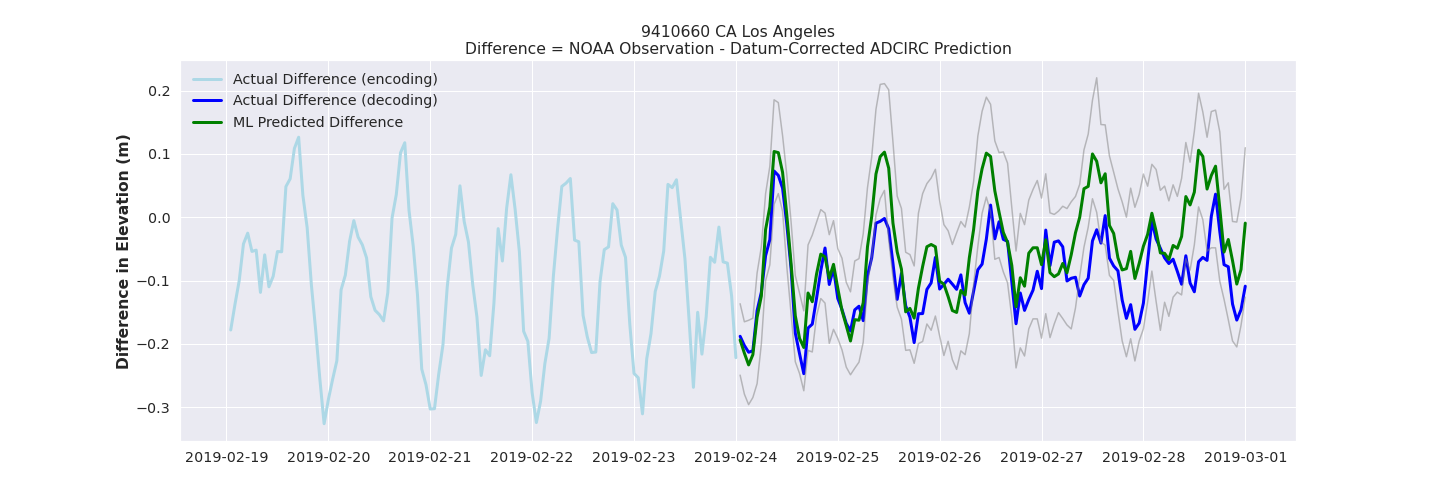 9410660 CA Los Angeles
Difference = NOAA Observation - Datum-Corrected ADCIRC Prediction
Actual Difference (encoding)
Actual Difference (decoding)
ML Predicted Difference
Difference in Elevation (m)
0.2
0.1
0.0
−0.1
−0.2
−0.3
2019-02-19 2019-02-20 2019-02-21 2019-02-22 2019-02-23 2019-02-24 2019-02-25 2019-02-26 2019-02-27 2019-02-28 2019-03-01